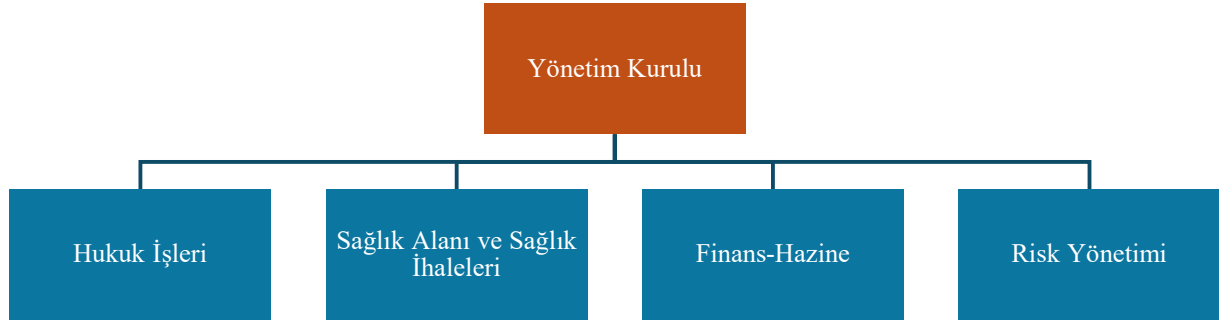 Yönetim Kurulu
Hukuk İşleri
Sağlık Alanı ve Sağlık
İhaleleri
Finans-Hazine
Risk Yönetimi